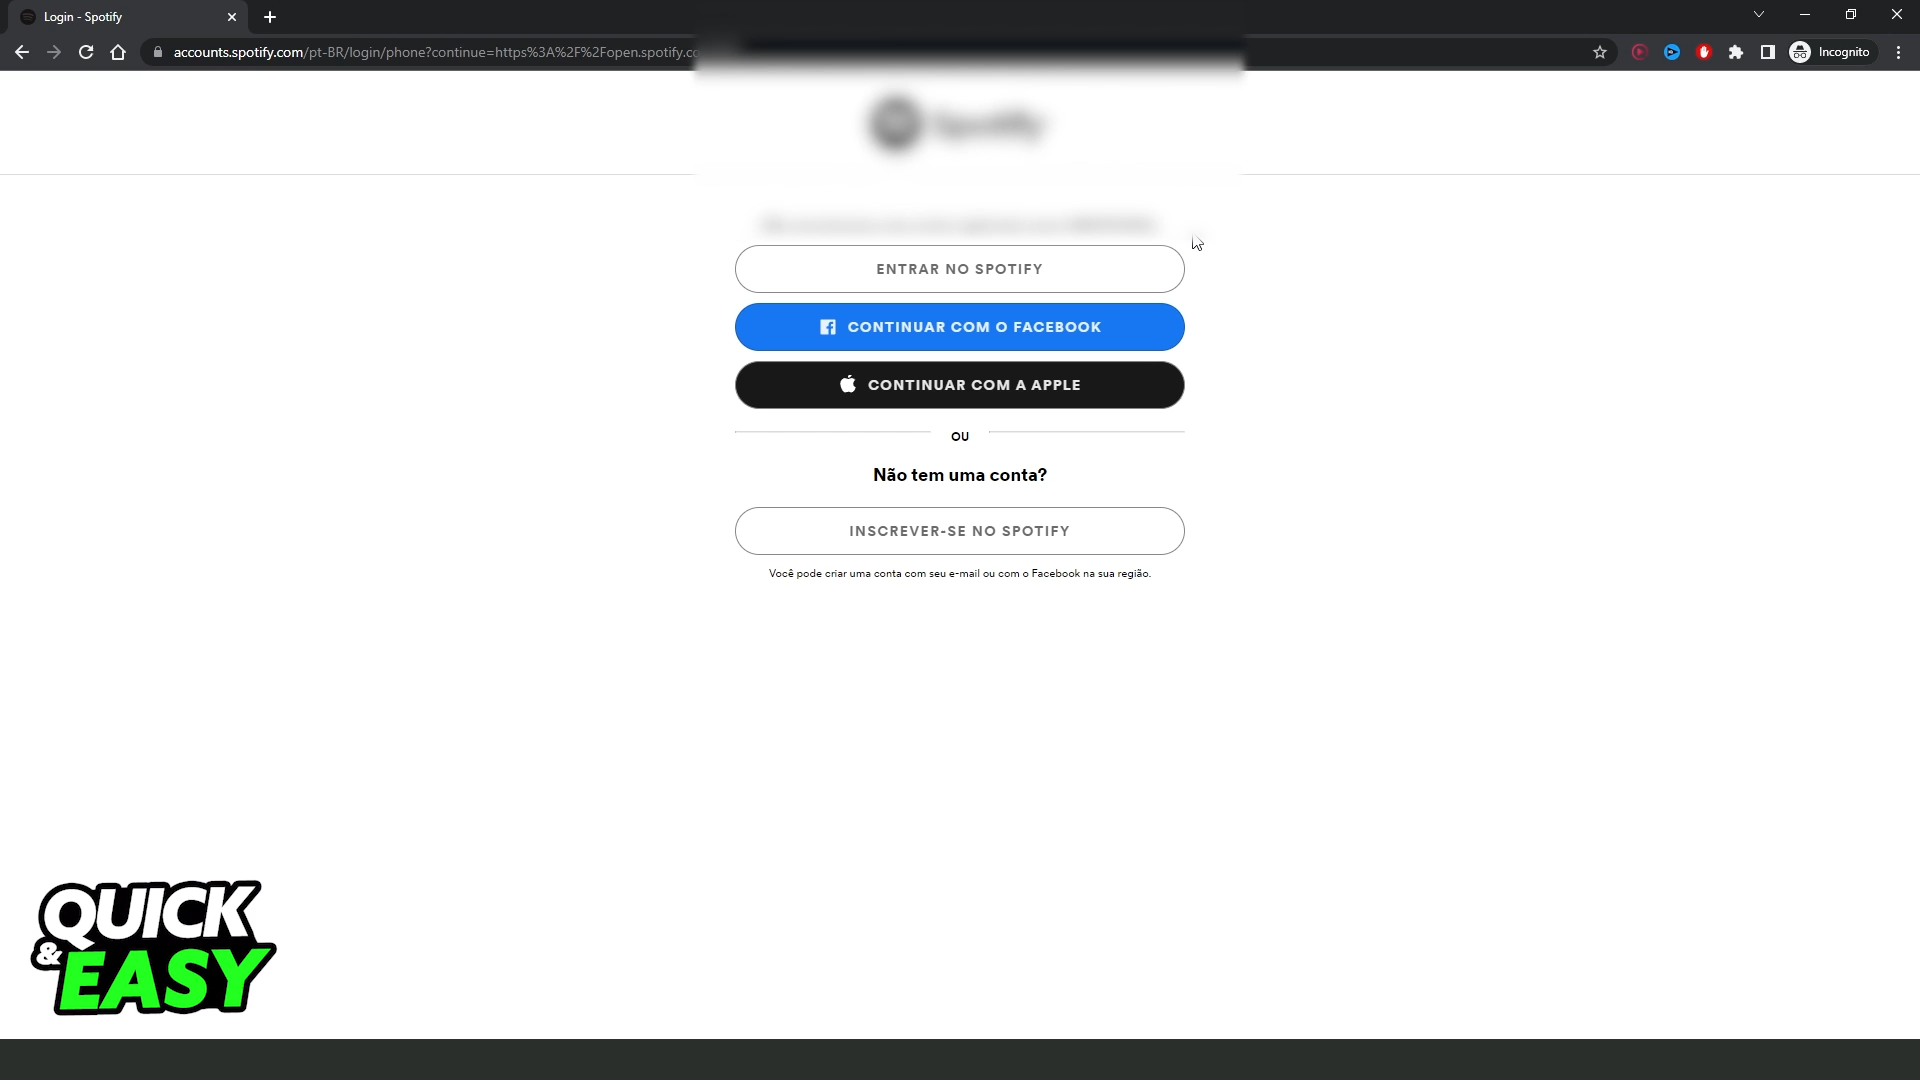 Login - Spotify
accounts.spotify.com/pt-BR/login/phone?continue=https%3A%2F%2Fopen.spotify.co
Incognito
Spotify
ENTRAR NO SPOTIFY
CONTINUAR COM O FACEBOOK
CONTINUAR COM A APPLE
OU
Não tem uma conta?
INSCREVER-SE NO SPOTIFY
Você pode criar uma conta com seu e-mail ou com o Facebook na sua região.
QUICK
& EASY